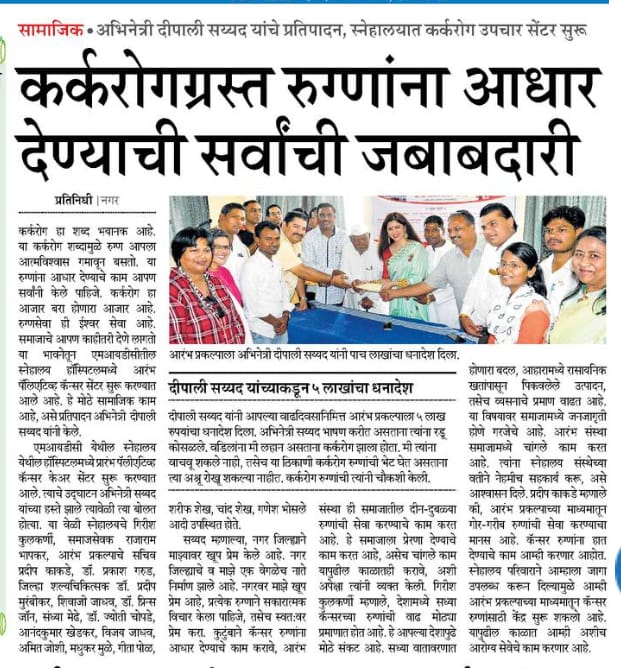 सामाजिक • अभिनेत्री दीपाली सय्यद यांचे प्रतिपादन, स्नेहालयात कर्करोग उपचार सेंटर सुरू
कर्करोगग्रस्त रुग्णांना आधार
देण्याची सर्वांची जबाबदारी
प्रतिनिधी | नगर
कर्करोग हा शब्द भयानक आहे.
या कर्करोग शब्दामुळे रुग्ण आपला
आत्मविश्वास गमावून बसतो. या
रुग्णांना आधार देण्याचे काम आपण
सर्वांनी केले पाहिजे. कर्करोग हा
आजार बरा होणारा आजार आहे.
रुग्णसेवा ही ईश्वर सेवा आहे.
समाजाचे आपण काहीतरी देणे लागतो
या भावनेतून एमआयडीसीतील
स्नेहालय हॉस्पिटलमध्ये आरंभ
पॅलिएटिव्ह कॅन्सर सेंटर सुरू करण्यात
आले आहे. हे मोठे सामाजिक काम
आहे, असे प्रतिपादन अभिनेत्री दीपाली
सय्यद यांनी केले.
एमआयडीसी येथील स्नेहालय
येथील हॉस्पिटलमध्ये प्रारंभ पॅलीएटिव्ह
कॅन्सर केअर सेंटर सुरू करण्यात
आले. त्याचे उद्घाटन अभिनेत्री सय्यद
यांच्या हस्ते झाले त्यावेळी त्या बोलत
होत्या. या वेळी स्नेहालयचे गिरीश
कुलकर्णी, समाजसेवक राजाराम
भापकर, आरंभ प्रकल्पाचे सचिव
प्रदीप काकडे, डॉ. प्रकाश गरुड,
जिल्हा शल्यचिकित्सक डॉ. प्रदीप
मुरंबीकर, शिवाजी जाधव, डॉ. प्रिन्स
जॉन, संध्या मेढे, डॉ. ज्योती चोपडे,
आनंदकुमार खेडकर, विजय जाधव,
अमित जोशी, मधुकर मुळे, गीता पोळ,
आरंभ प्रकल्पाला अभिनेत्री दीपाली सय्यद यांनी पाच लाखांचा धनादेश दिला.
दीपाली सय्यद यांच्याकडून ५ लाखांचा धनादेश
दीपाली सय्यद यांनी आपल्या वाढदिवसानिमित्त आरंभ प्रकल्पाला ५ लाख
रुपयांचा धनादेश दिला. अभिनेत्री सय्यद भाषण करीत असताना त्यांना रडू
कोसळले. वडिलांना मी लहान असताना कर्करोग झाला होता. मी त्यांना
वाचवू शकले नाही, तसेच या ठिकाणी कर्करोग रुग्णांची भेट घेत असताना
त्या अश्रू रोखू शकल्या नाहीत. कर्करोग रुग्णांची त्यांनी चौकशी केली.
शरीफ शेख, चांद शेख, गणेश भोसले
आदी उपस्थित होते.
सय्यद म्हणाल्या, नगर जिल्ह्याने
माझ्यावर खूप प्रेम केले आहे. नगर
जिल्ह्याचे व माझे एक वेगळेच नाते
निर्माण झाले आहे. नगरवर माझे खूप
प्रेम आहे, प्रत्येक रुग्णाने सकारात्मक
विचार केला पाहिजे, तसेच स्वतःवर
प्रेम करा. कुटुंबाने कॅन्सर रुग्णांना
आधार देण्याचे काम करावे, आरंभ
संस्था ही समाजातील दीन-दुबळ्या
रुग्णांची सेवा करण्याचे काम करत
आहे. हे समाजाला प्रेरणा देण्याचे
काम करत आहे, असेच चांगले काम
यापुढील काळातही करावे, अशी
अपेक्षा त्यांनी व्यक्त केली. गिरीश
कुलकर्णी म्हणाले, देशामध्ये सध्या
कॅन्सरच्या रुग्णांची वाढ मोठ्या
प्रमाणात होत आहे. हे आपल्या देशापुढे
मोठे संकट आहे. सध्या वातावरणात
होणारा बदल, आहारामध्ये रासायनिक
खतांपासून पिकवलेले उत्पादन,
तसेच व्यसनाचे प्रमाण वाढत आहे.
या विषयावर समाजामध्ये जनजागृती
होणे गरजेचे आहे. आरंभ संस्था
समाजामध्ये चांगले काम करत
आहे. त्यांना स्नेहालय संस्थेच्या
वतीने नेहमीच सहकार्य करू, असे
आश्वासन दिले. प्रदीप काकडे म्हणाले
की, आरंभ प्रकल्पाच्या माध्यमातून
गोर-गरीब रुग्णांची सेवा करण्याचा
मानस आहे. कॅन्सर रुग्णांना हात
देण्याचे काम आम्ही करणार आहोत.
स्नेहालय परिवाराने आम्हाला जागा
उपलब्ध करून दिल्यामुळे आम्ही
आरंभ प्रकल्पाच्या माध्यमातून कॅन्सर
रुग्णांसाठी केंद्र सुरू शकलो आहे.
यापुढील काळात आम्ही अशीच
आरोग्य सेवेचे काम करणार आहे.